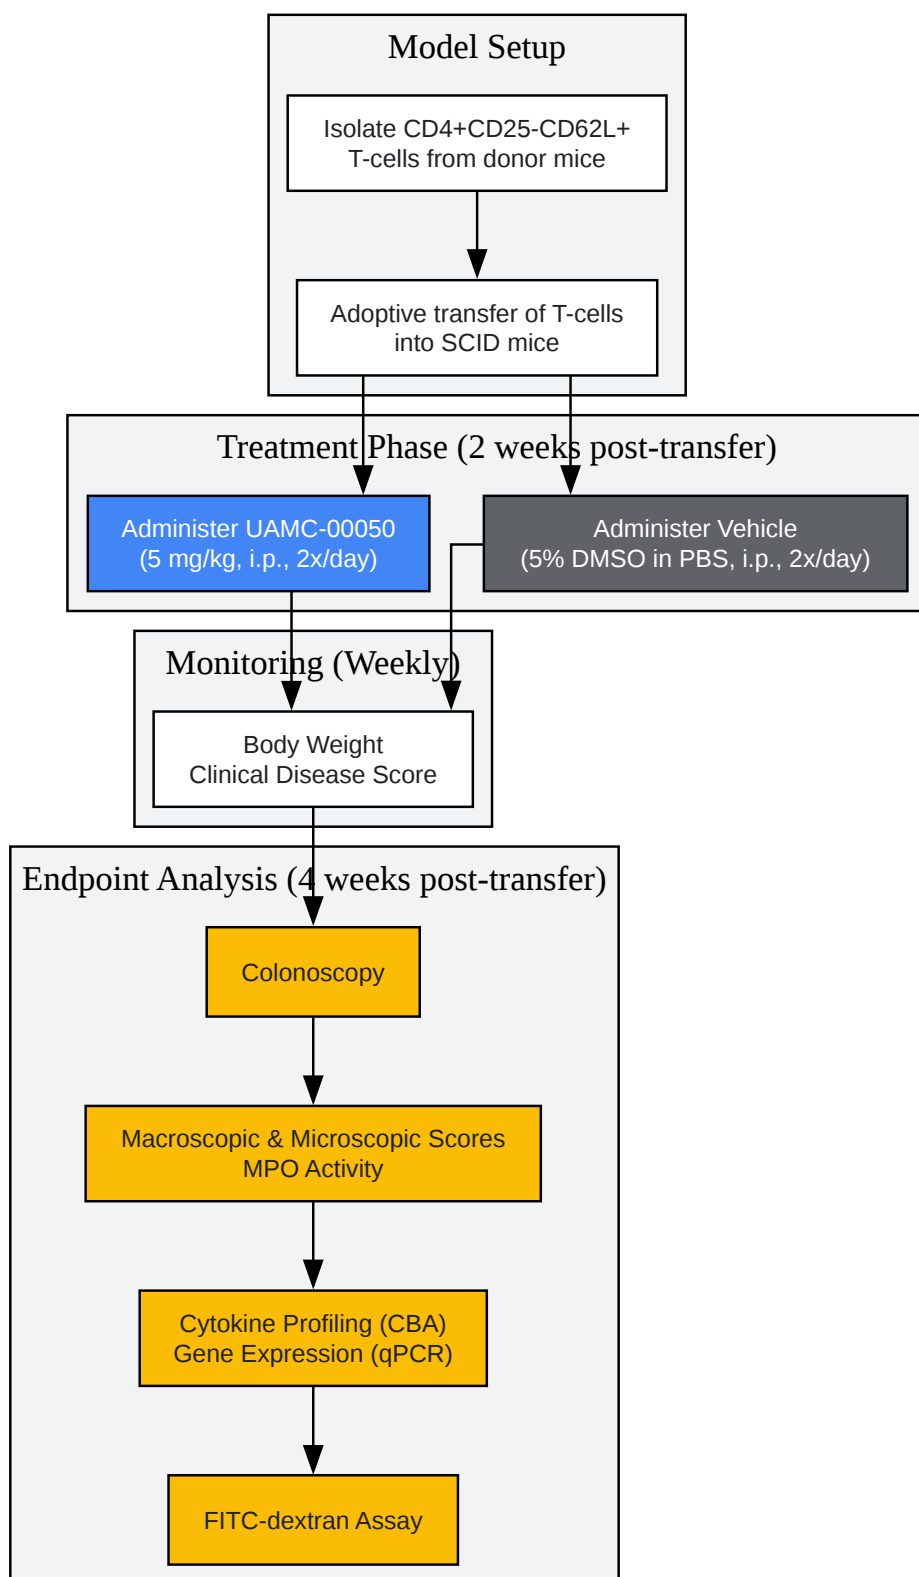 Model Setup
Isolate CD4+CD25-CD62L+
T-cells from donor mice
Adoptive transfer of T-cells
into SCID mice
Treatment Phase (2 weeks post-transfer)
Administer UAMC-00050
(5 mg/kg, i.p., 2x/day)
Administer Vehicle
(5% DMSO in PBS, i.p., 2x/day)
Monitoring (Weekly)
Body Weight
Clinical Disease Score
Endpoint Analysis (4 weeks post-transfer)
Colonoscopy
Macroscopic & Microscopic Scores
MPO Activity
Cytokine Profiling (CBA)
Gene Expression (qPCR)
FITC-dextran Assay